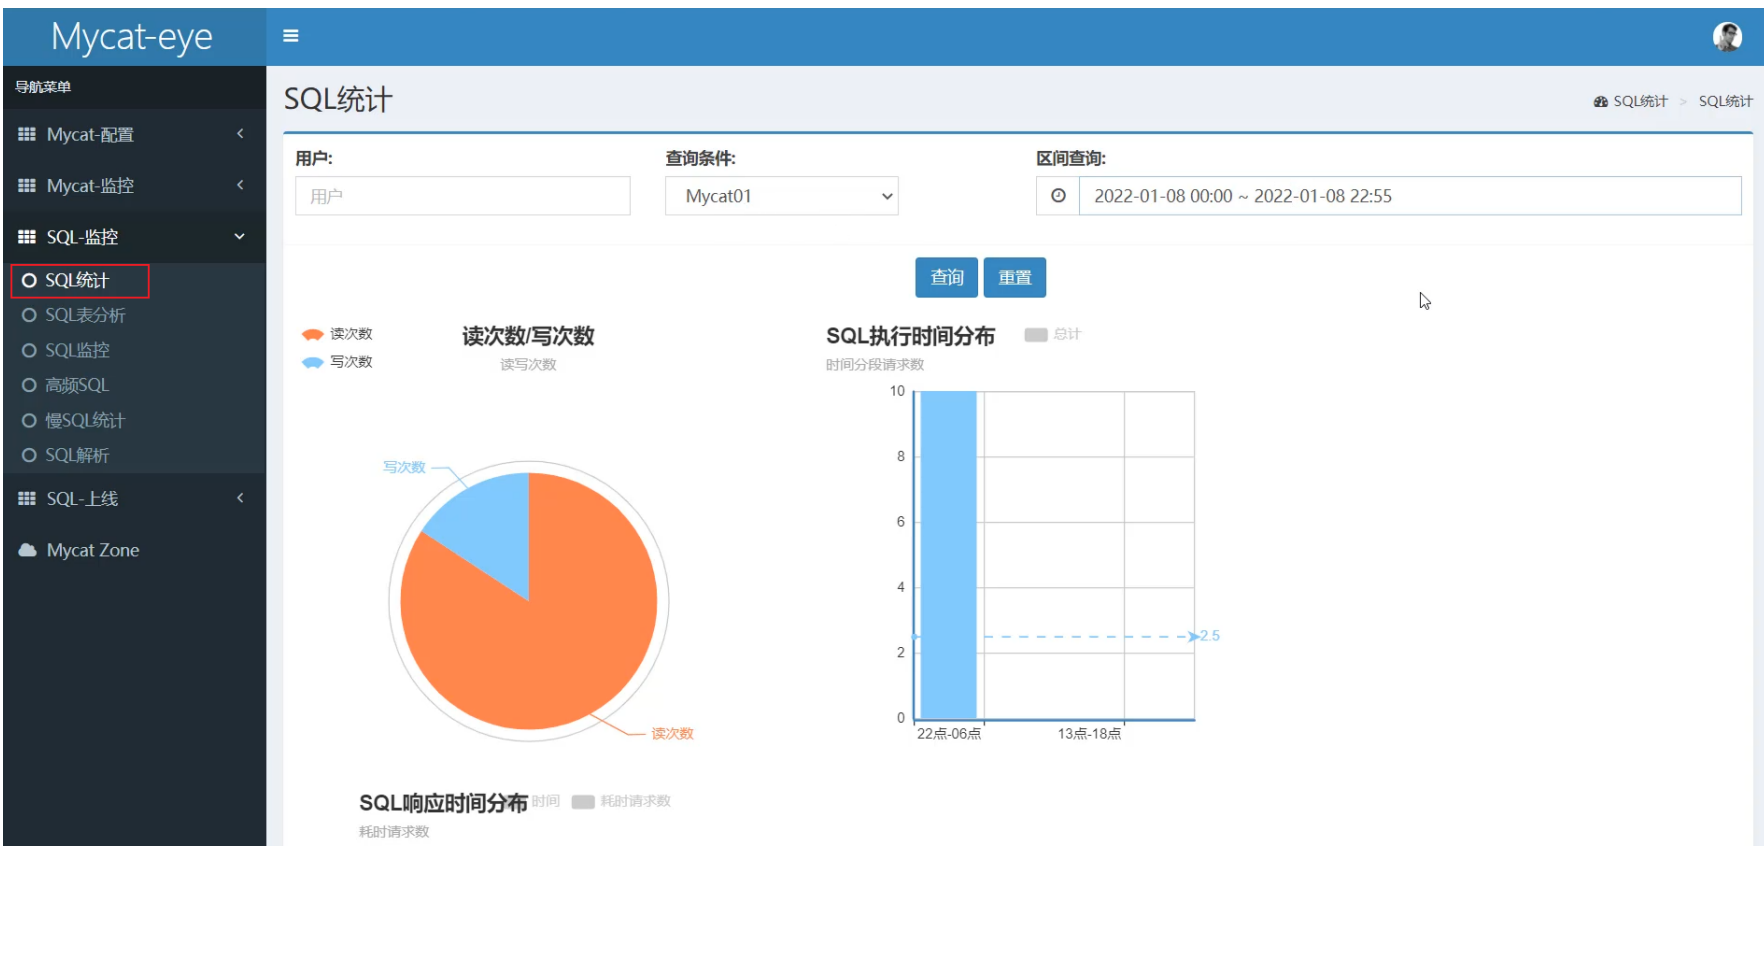 Mycat-eye
导航菜单
Mycat-配置
Mycat-监控
SQL-监控
SQL统计
SQL表分析
SQL监控
高频SQL
慢SQL统计
SQL解析
SQL-上线
Mycat Zone
SQL统计
SQL统计 > SQL统计
用户:
查询条件:
区间查询:
用户
Mycat01
2022-01-08 00:00 ~ 2022-01-08 22:55
查询
重置
读次数
写次数
读次数/写次数
读写次数
写次数
读次数
SQL执行时间分布
总计
时间分段请求数
10
8
6
4
2
0
2.5
22点-06点
13点-18点
SQL响应时间分布
时间
耗时请求数
耗时请求数